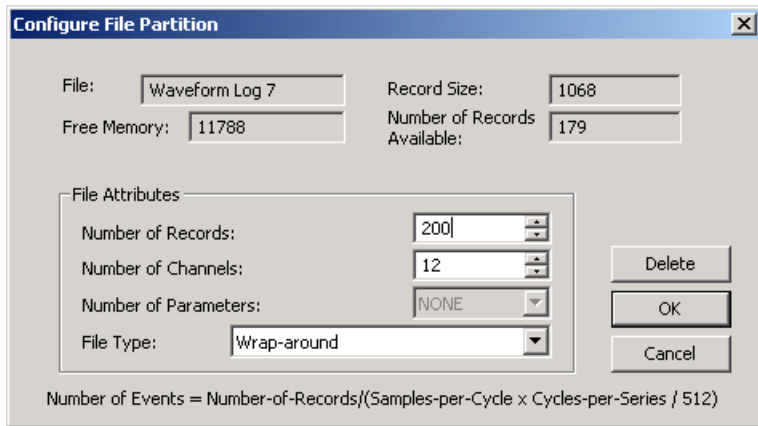 Configure File Partition
File: Waveform Log 7 Record Size: 1068
Free Memory: 11788 Number of Records Available: 179
File Attributes
Number of Records: 200
Number of Channels: 12
Number of Parameters: NONE
File Type: Wrap-around
Delete
OK
Cancel
Number of Events = Number-of-Records/(Samples-per-Cycle x Cycles-per-Series / 512)